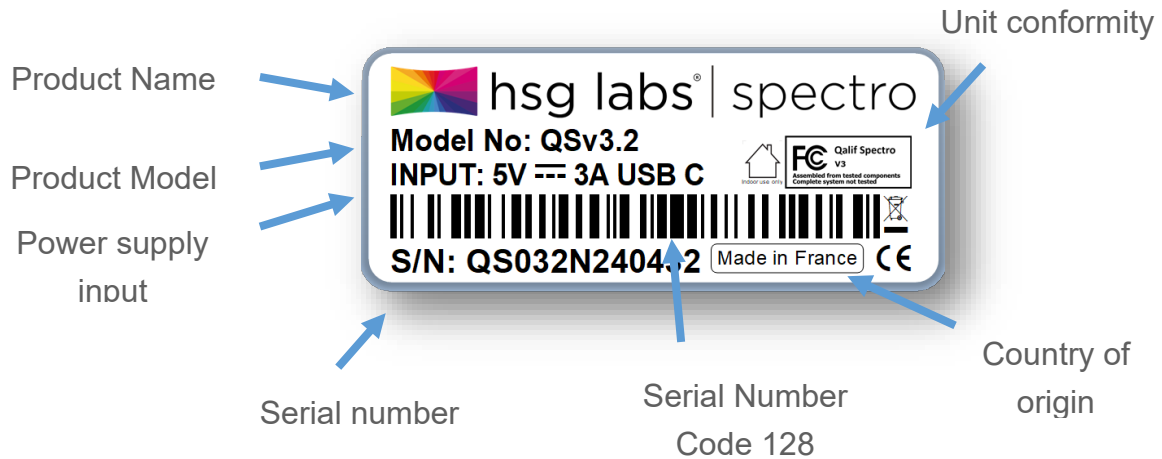 Unit conformity
Product Name
hsg labs® | spectro
Model No: QSv3.2
FC Qalif Spectro
V3
Product Model
INPUT: 5V 3A USB C
Indoor use only
Assembled from tested components
Complete system not tested
Power supply
input
S/N:
Made in France
CE
Country of
origin
Serial number
Serial Number
Code 128